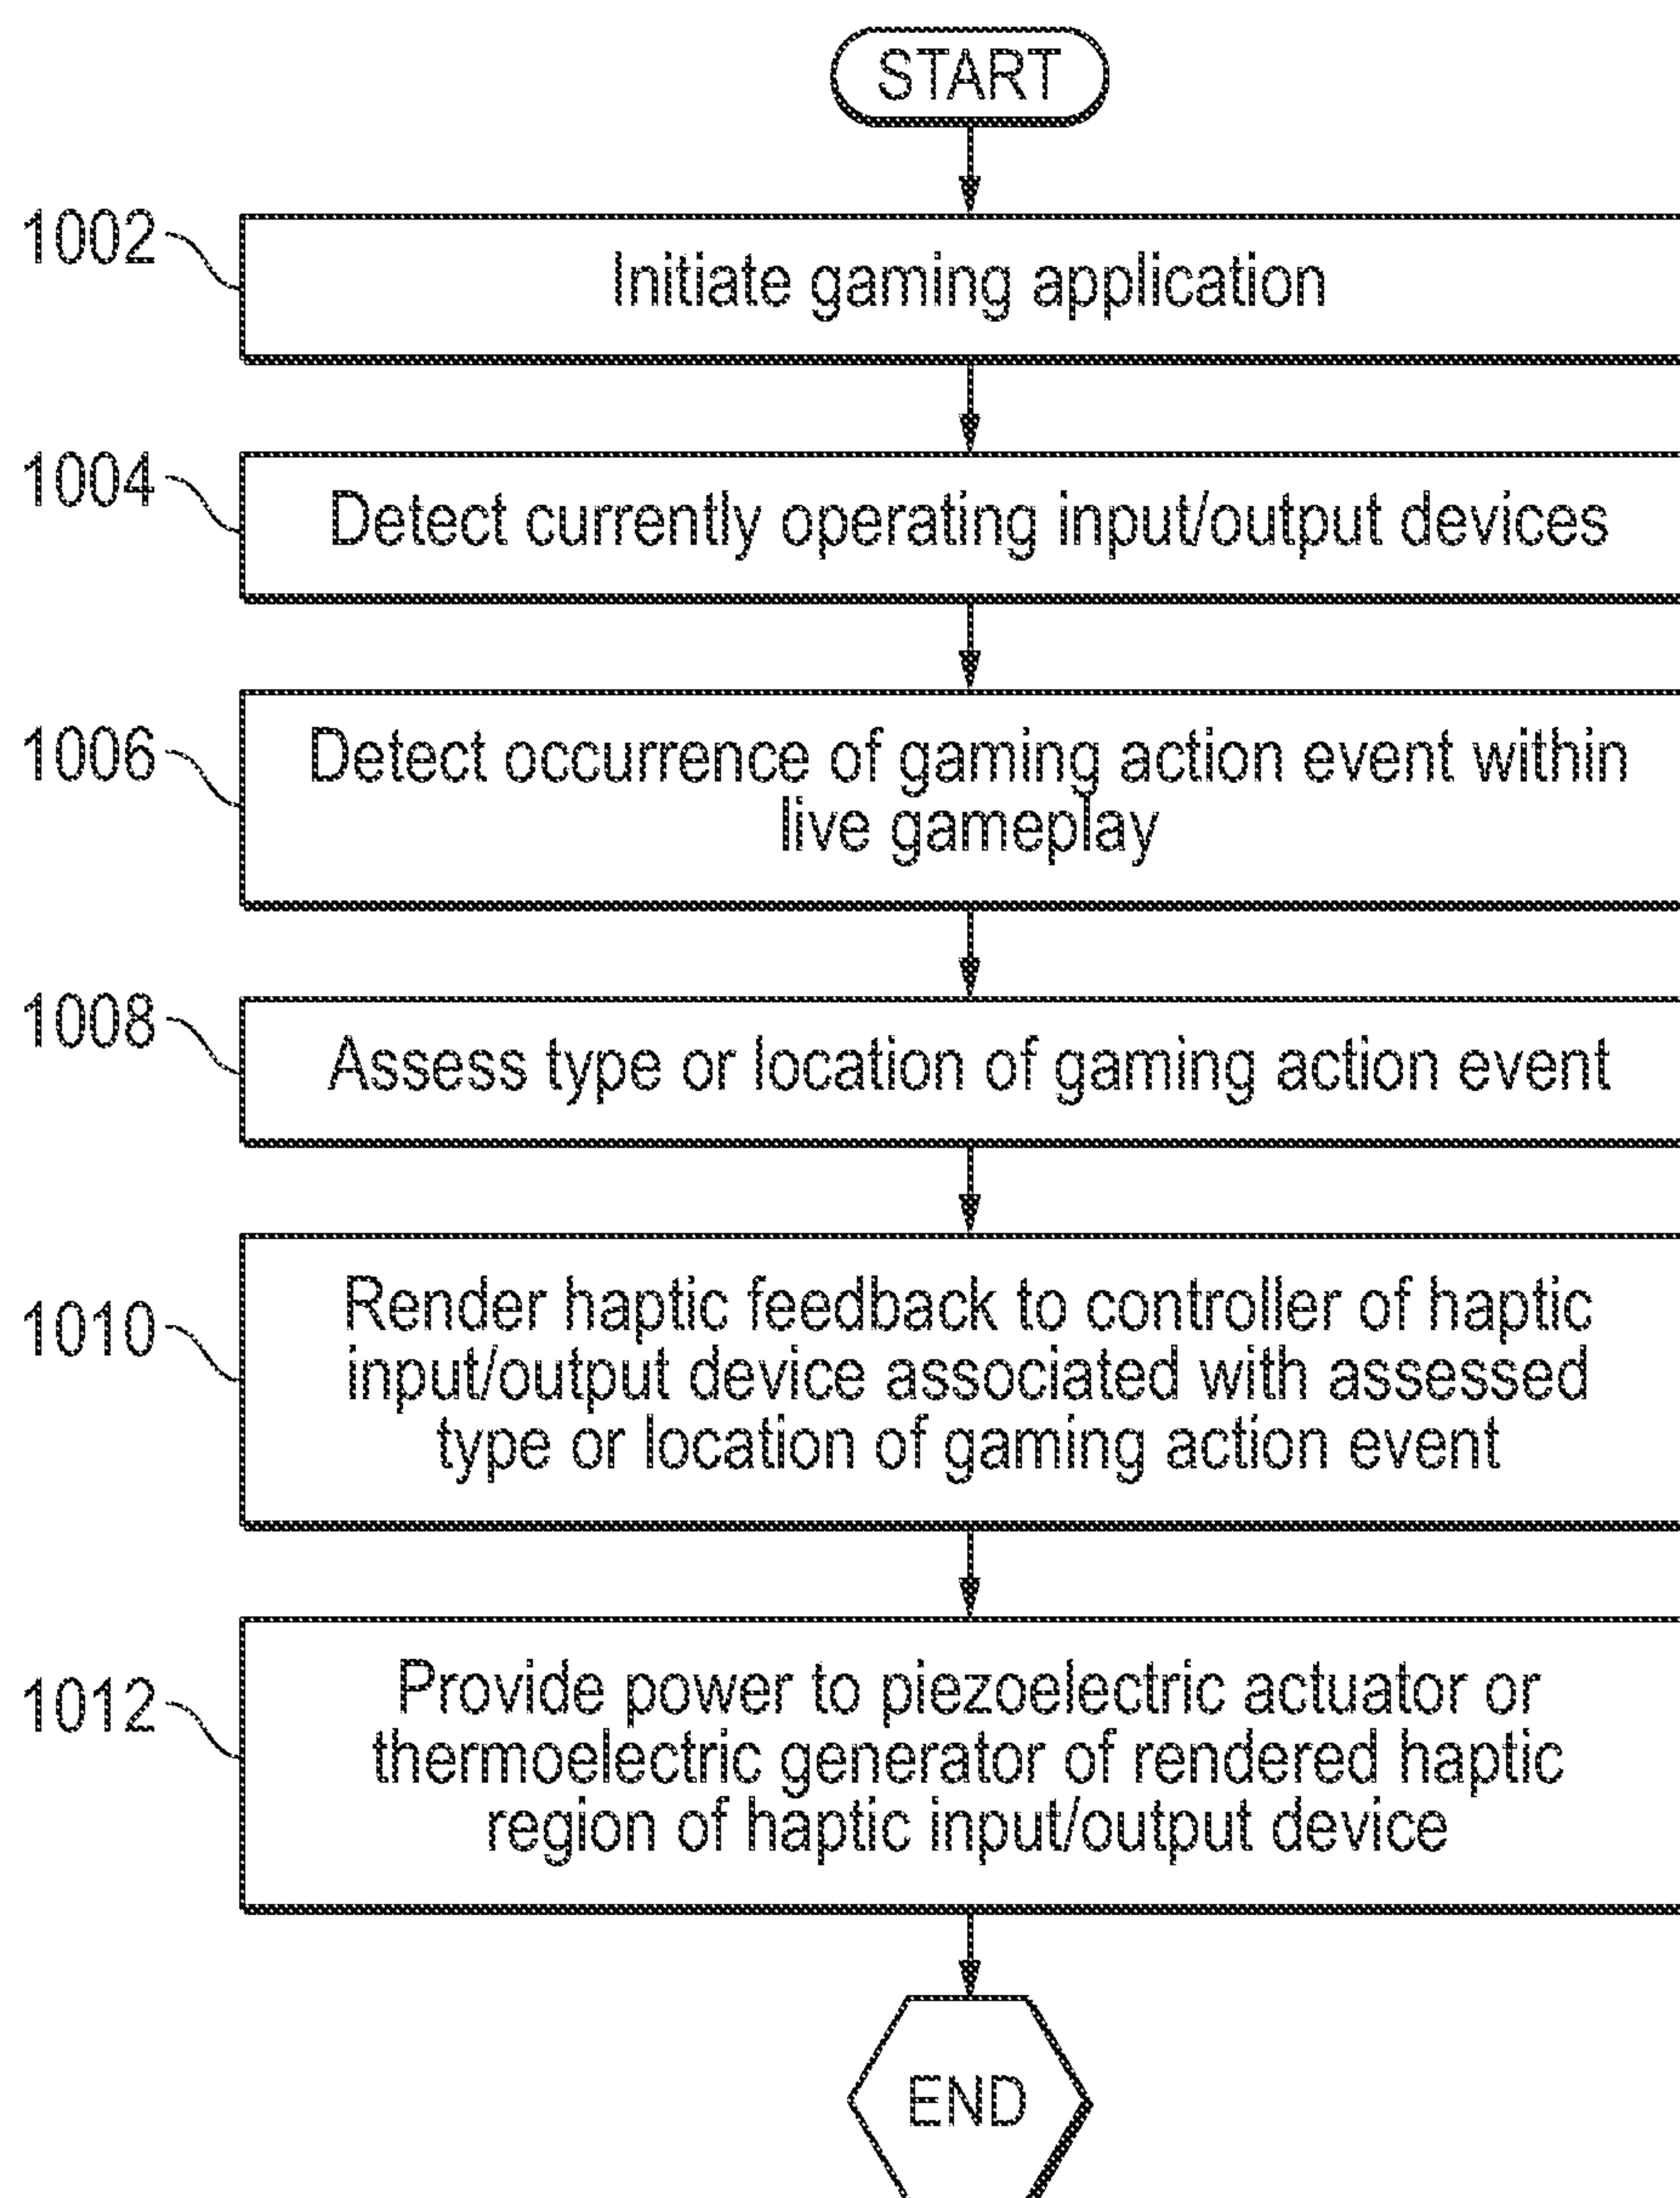 START
1002
Initiate gaming application
1004
Detect currently operating input/output devices
1006
Detect occurrence of gaming action event within
live gameplay
1008
Assess type or location of gaming action event
1010
Render haptic feedback to controller of haptic
input/output device associated with assessed
type or location of gaming action event
1012
Provide power to piezoelectric actuator or
thermoelectric generator of rendered haptic
region of haptic input/output device
END